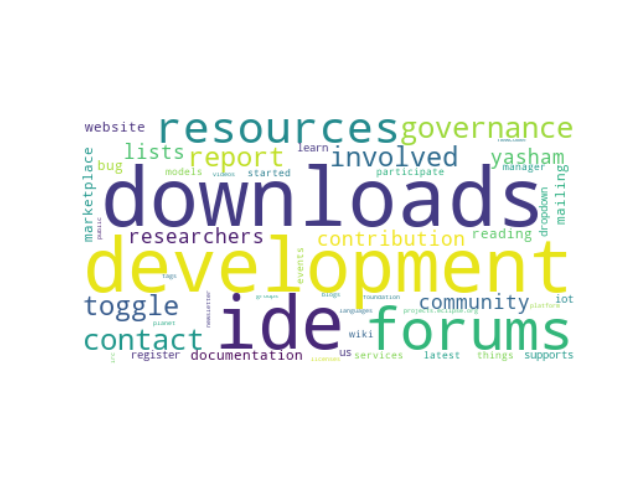 website
resources
governance
lists
report
learn
involved
yasham
bug
models
videos
started
participate
manager
marketplace
downloads
dropdown
mailing
public
researchers
contribution
reading
development
events
tags
toggle
newsletter
groups
blogs
foundation
community
iot
languages
projects.eclipse.org
platform
planet
ide
forums
contact
wiki
irc
register
documentation
licenses
us
services
latest
things
supports